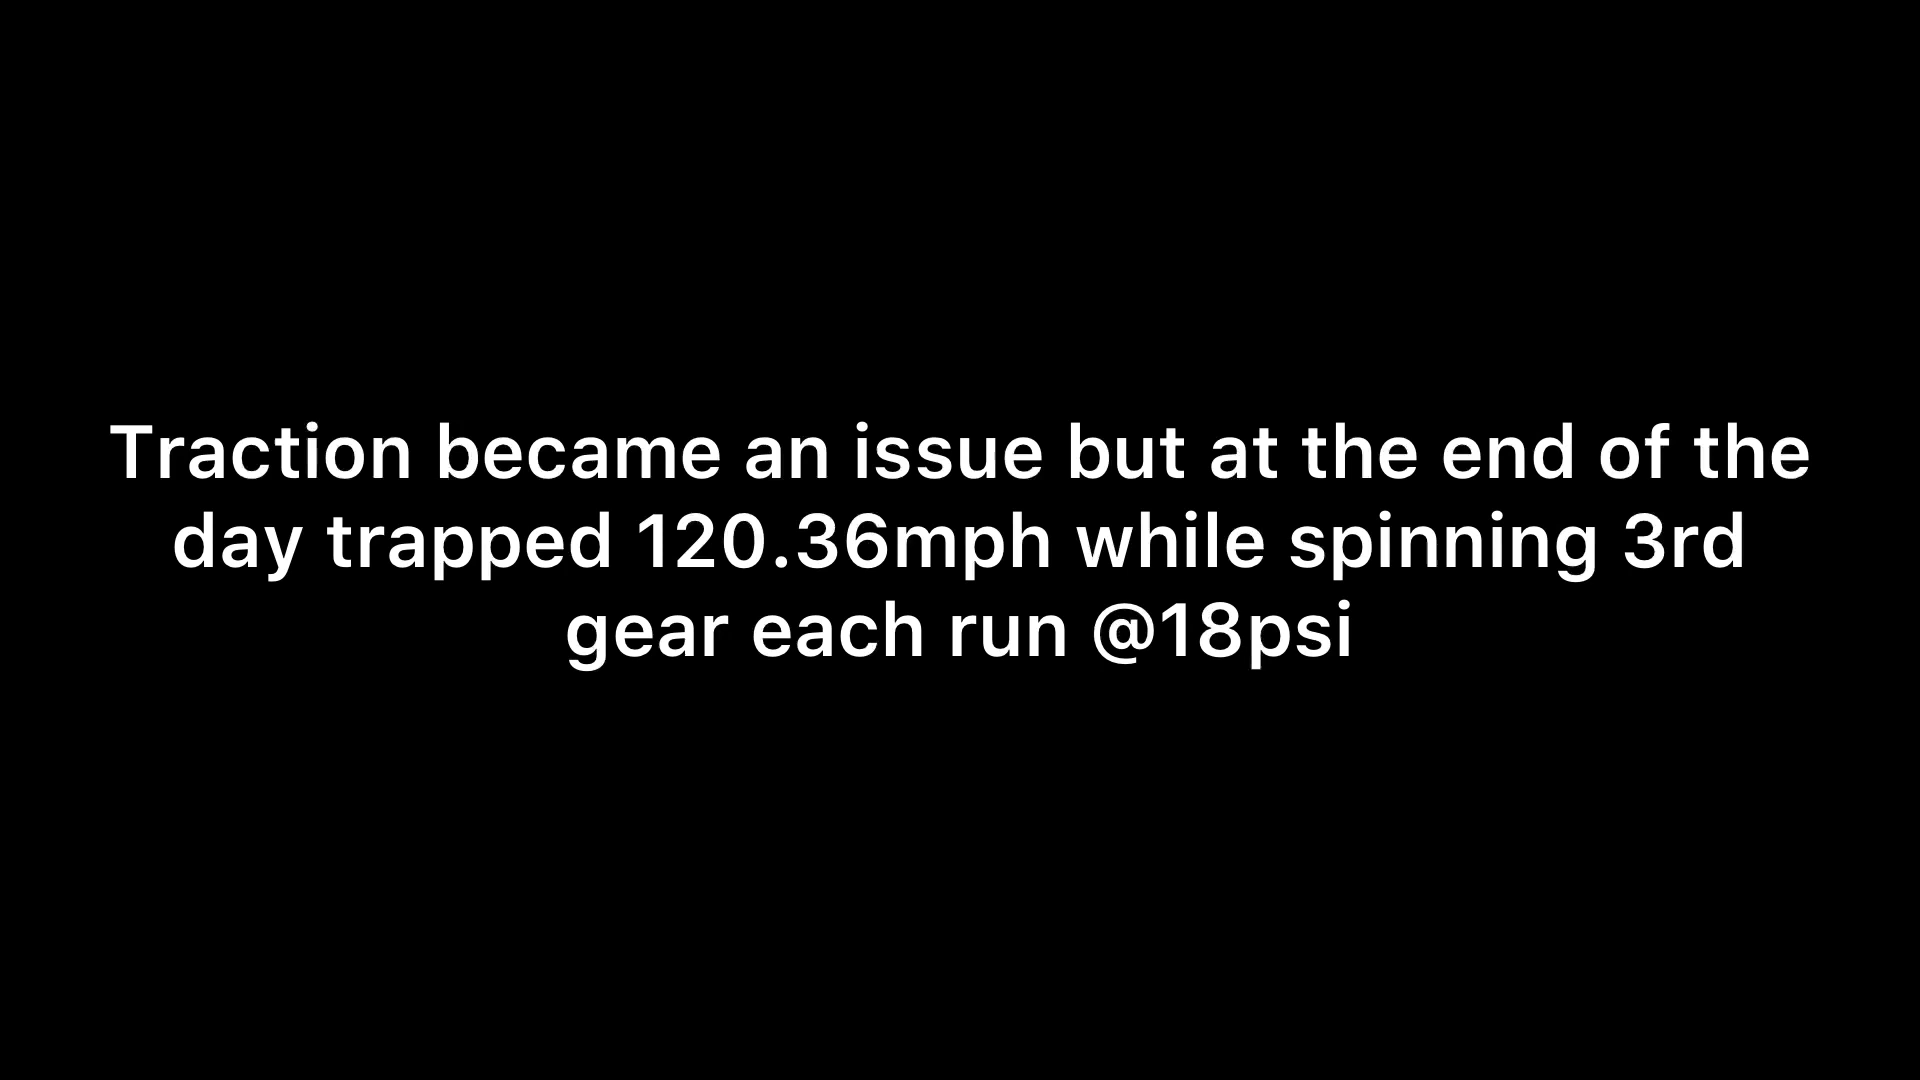 Traction became an issue but at the end of the
day trapped 120.36mph while spinning 3rd
gear each run @18psi